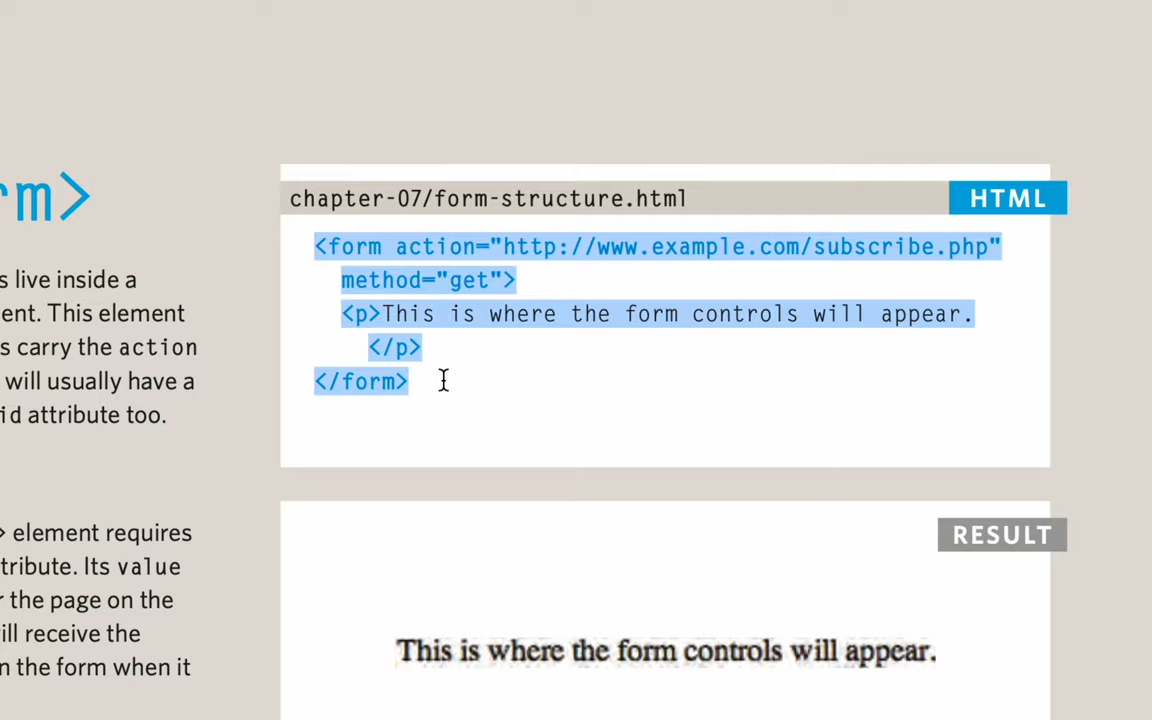 rm>
s live inside a
ent. This element
s carry the action
will usually have a
id attribute too.
> element requires
tribute. Its value
r the page on the
ill receive the
n the form when it
chapter-07/form-structure.html
HTML
<form action="http://www.example.com/subscribe.php"
method="get">
<p>This is where the form controls will appear.
</p>
</form>
RESULT
This is where the form controls will appear.